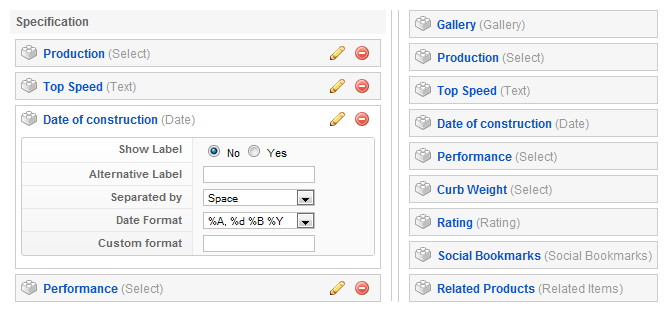 Specification
Production (Select)
Top Speed (Text)
Date of construction (Date)
Show Label No Yes
Alternative Label
Separated by Space
Date Format %A, %d %B %Y
Custom format
Performance (Select)
Gallery (Gallery)
Production (Select)
Top Speed (Text)
Date of construction (Date)
Performance (Select)
Curb Weight (Select)
Rating (Rating)
Social Bookmarks (Social Bookmarks)
Related Products (Related Items)